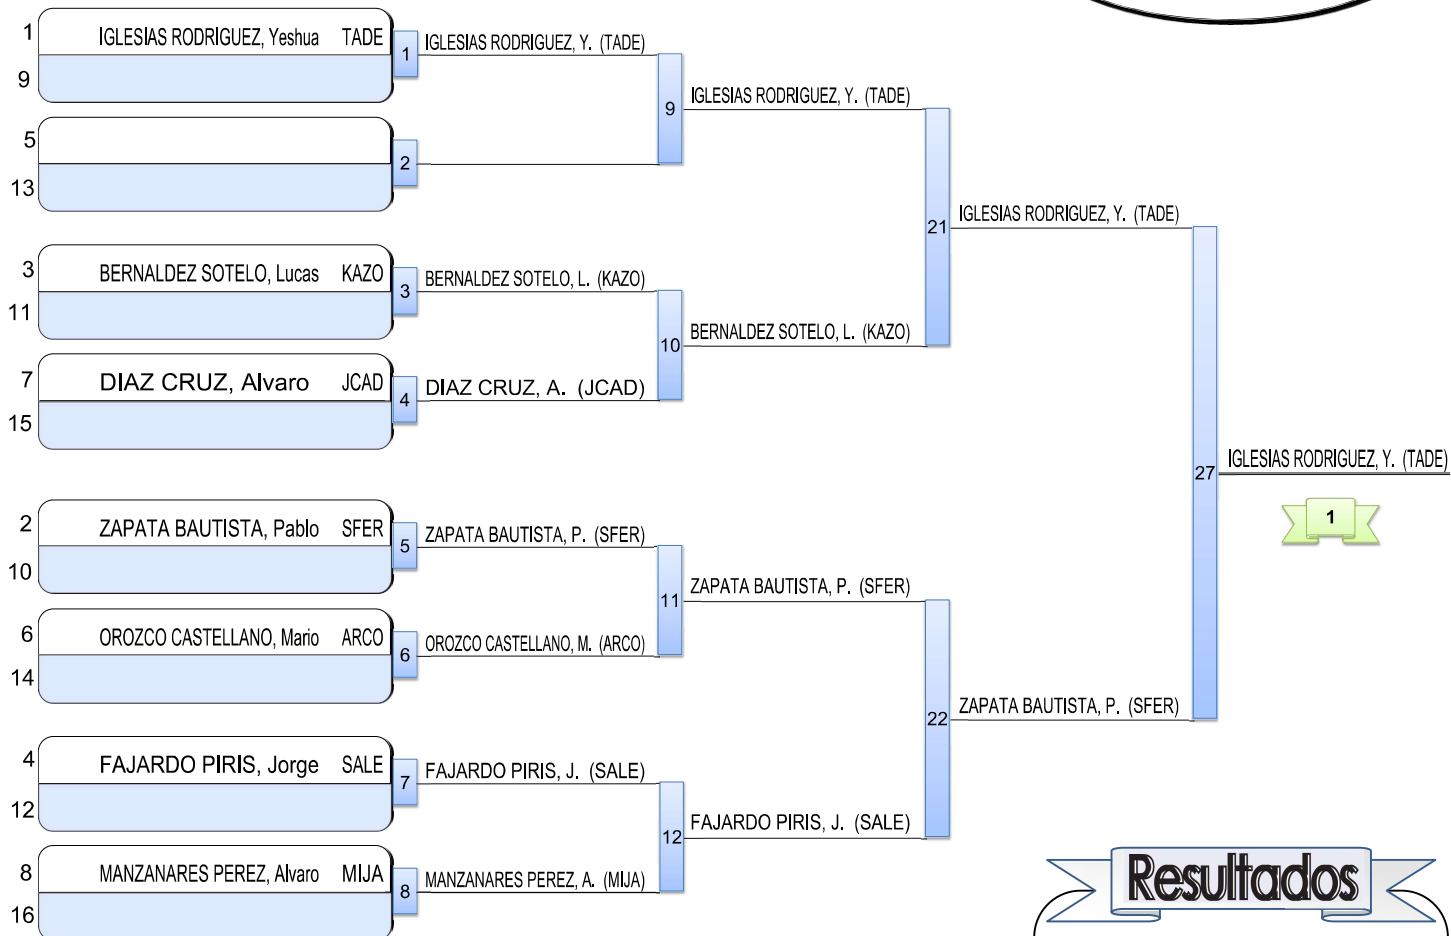 1 IGLESIAS RODRIGUEZ, Yeshua TADE
9
1
IGLESIAS RODRIGUEZ, Y. (TADE)
5
13
2
9
IGLESIAS RODRIGUEZ, Y. (TADE)
3 BERNALDEZ SOTELO, Lucas KAZO
11
3
BERNALDEZ SOTELO, L. (KAZO)
7 DIAZ CRUZ, Alvaro JCAD
15
4
DIAZ CRUZ, A. (JCAD)
10
BERNALDEZ SOTELO, L. (KAZO)
21
IGLESIAS RODRIGUEZ, Y. (TADE)
2 ZAPATA BAUTISTA, Pablo SFER
10
5
ZAPATA BAUTISTA, P. (SFER)
6 OROZCO CASTELLANO, Mario ARCO
14
6
OROZCO CASTELLANO, M. (ARCO)
11
ZAPATA BAUTISTA, P. (SFER)
4 FAJARDO PIRIS, Jorge SALE
12
7
FAJARDO PIRIS, J. (SALE)
8 MANZANARES PEREZ, Alvaro MIJA
16
8
MANZANARES PEREZ, A. (MIJA)
12
FAJARDO PIRIS, J. (SALE)
22
ZAPATA BAUTISTA, P. (SFER)
27
IGLESIAS RODRIGUEZ, Y. (TADE)
1
Resultados